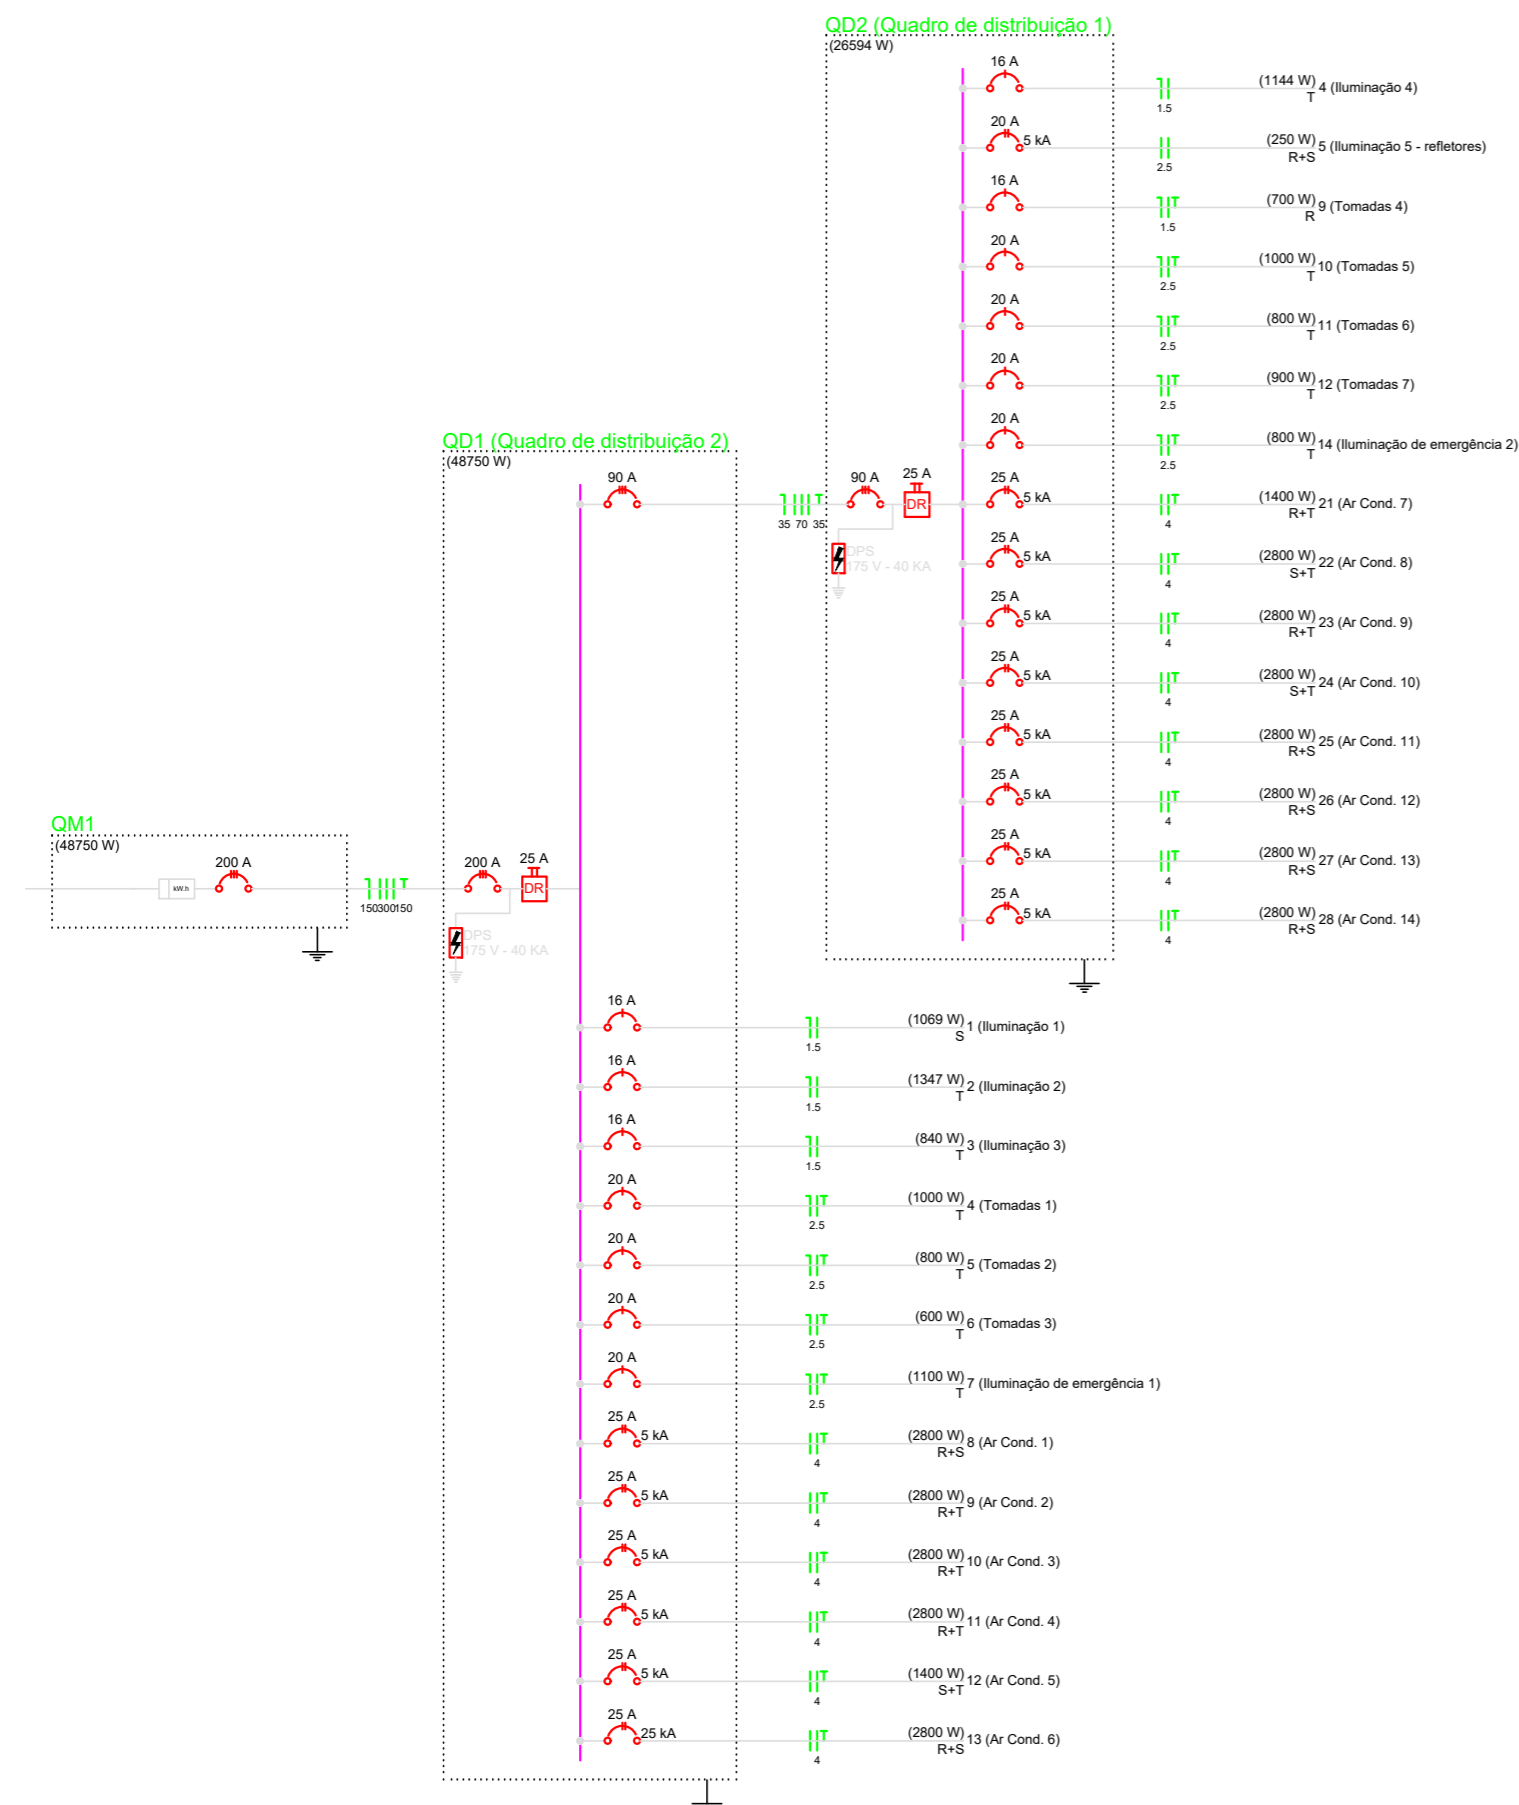 QD2 (Quadro de distribuição 1)
(26594 W)
16 A
1.5
(1144 W)
T
4 (Iluminação 4)
20 A
5 kA
2.5
(250 W)
R+S
5 (Iluminação 5 - refletores)
16 A
1.5
(700 W)
R
9 (Tomadas 4)
20 A
2.5
(1000 W)
T
10 (Tomadas 5)
20 A
2.5
(800 W)
T
11 (Tomadas 6)
20 A
2.5
(900 W)
T
12 (Tomadas 7)
20 A
2.5
(800 W)
T
14 (Iluminação de emergência 2)
90 A
25 A
DR
DPS
175 V - 40 KA
25 A
5 kA
4
(1400 W)
R+T
21 (Ar Cond. 7)
25 A
5 kA
4
(2800 W)
S+T
22 (Ar Cond. 8)
25 A
5 kA
4
(2800 W)
R+T
23 (Ar Cond. 9)
25 A
5 kA
4
(2800 W)
S+T
24 (Ar Cond. 10)
25 A
5 kA
4
(2800 W)
R+S
25 (Ar Cond. 11)
25 A
5 kA
4
(2800 W)
R+S
26 (Ar Cond. 12)
25 A
5 kA
4
(2800 W)
R+S
27 (Ar Cond. 13)
25 A
5 kA
4
(2800 W)
R+S
28 (Ar Cond. 14)
QD1 (Quadro de distribuição 2)
(48750 W)
90 A
T
35 70 35
QM1
(48750 W)
kW.h
200 A
T
150300150
200 A
25 A
DR
DPS
175 V - 40 KA
16 A
1.5
(1069 W)
S
1 (Iluminação 1)
16 A
1.5
(1347 W)
T
2 (Iluminação 2)
16 A
1.5
(840 W)
T
3 (Iluminação 3)
20 A
2.5
(1000 W)
T
4 (Tomadas 1)
20 A
2.5
(800 W)
T
5 (Tomadas 2)
20 A
2.5
(600 W)
T
6 (Tomadas 3)
20 A
2.5
(1100 W)
T
7 (Iluminação de emergência 1)
25 A
5 kA
4
(2800 W)
R+S
8 (Ar Cond. 1)
25 A
5 kA
4
(2800 W)
R+T
9 (Ar Cond. 2)
25 A
5 kA
4
(2800 W)
R+T
10 (Ar Cond. 3)
25 A
5 kA
4
(2800 W)
R+T
11 (Ar Cond. 4)
25 A
5 kA
4
(1400 W)
S+T
12 (Ar Cond. 5)
25 A
25 kA
4
(2800 W)
R+S
13 (Ar Cond. 6)